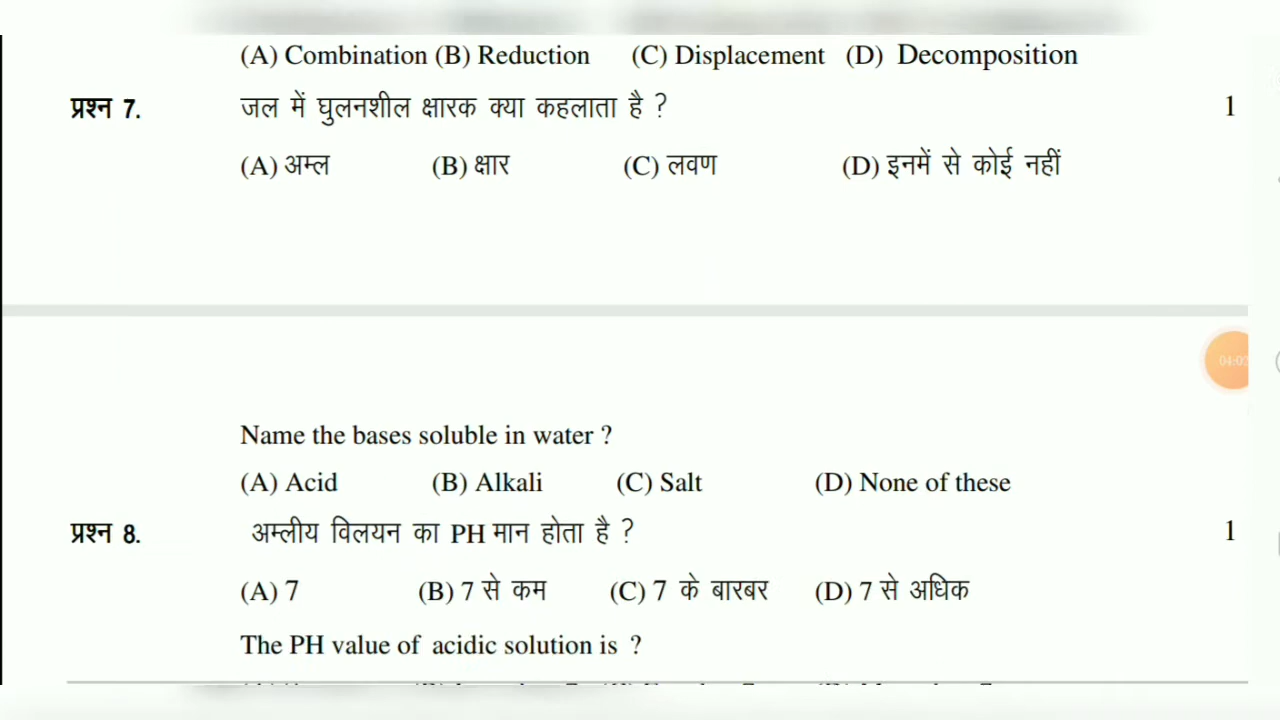 (A) Combination (B) Reduction (C) Displacement (D) Decomposition
प्रश्न 7. जल में घुलनशील क्षारक क्या कहलाता है ? 1
(A) अम्ल (B) क्षार (C) लवण (D) इनमें से कोई नहीं
04:00
Name the bases soluble in water ?
(A) Acid (B) Alkali (C) Salt (D) None of these
प्रश्न 8. अम्लीय विलयन का PH मान होता है ? 1
(A) 7 (B) 7 से कम (C) 7 के बारबर (D) 7 से अधिक
The PH value of acidic solution is ?